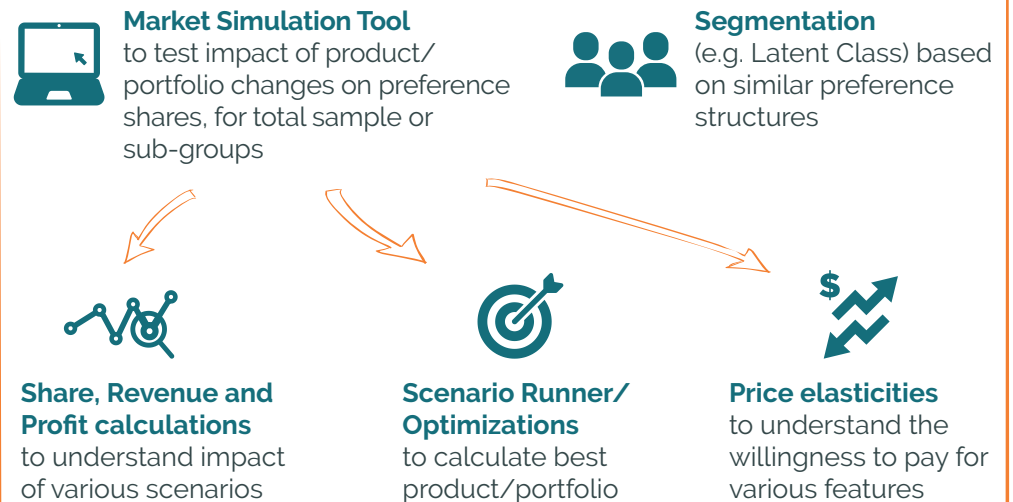 Market Simulation Tool
to test impact of product/
portfolio changes on preference
shares, for total sample or
sub-groups
Segmentation
(e.g. Latent Class) based
on similar preference
structures
Share, Revenue and
Profit calculations
to understand impact
of various scenarios
Scenario Runner/
Optimizations
to calculate best
product/portfolio
$
Price elasticities
to understand the
willingness to pay for
various features